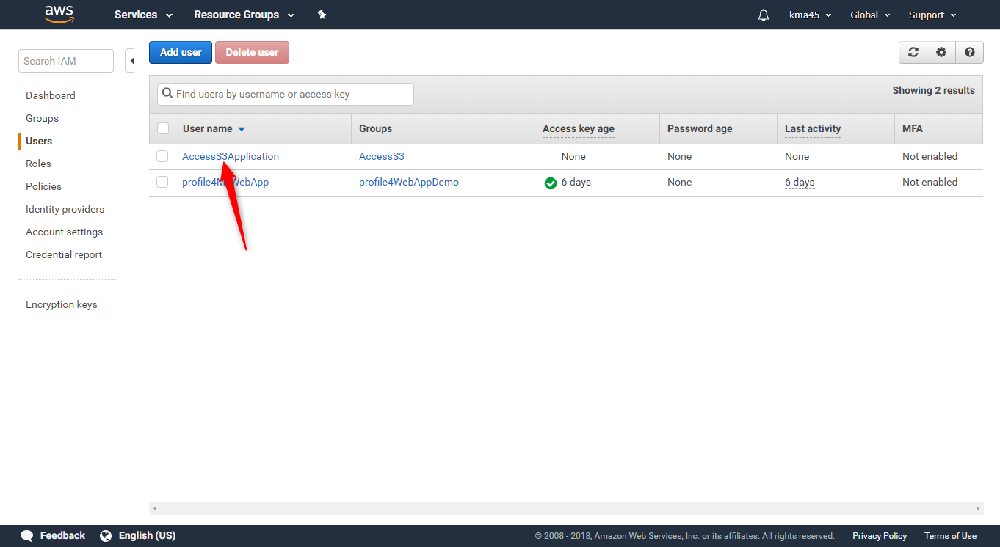 aws Services Resource Groups kma45 Global Support
Search IAM
Add user Delete user
Dashboard
Groups
Users
Roles
Policies
Identity providers
Account settings
Credential report
Encryption keys
Find users by username or access key Showing 2 results
User name Groups Access key age Password age Last activity MFA
AccessS3Application AccessS3 None None None Not enabled
profile4M WebApp profile4WebAppDemo 6 days None 6 days Not enabled
Feedback English (US) © 2008 - 2018, Amazon Web Services, Inc. or its affiliates. All rights reserved. Privacy Policy Terms of Use